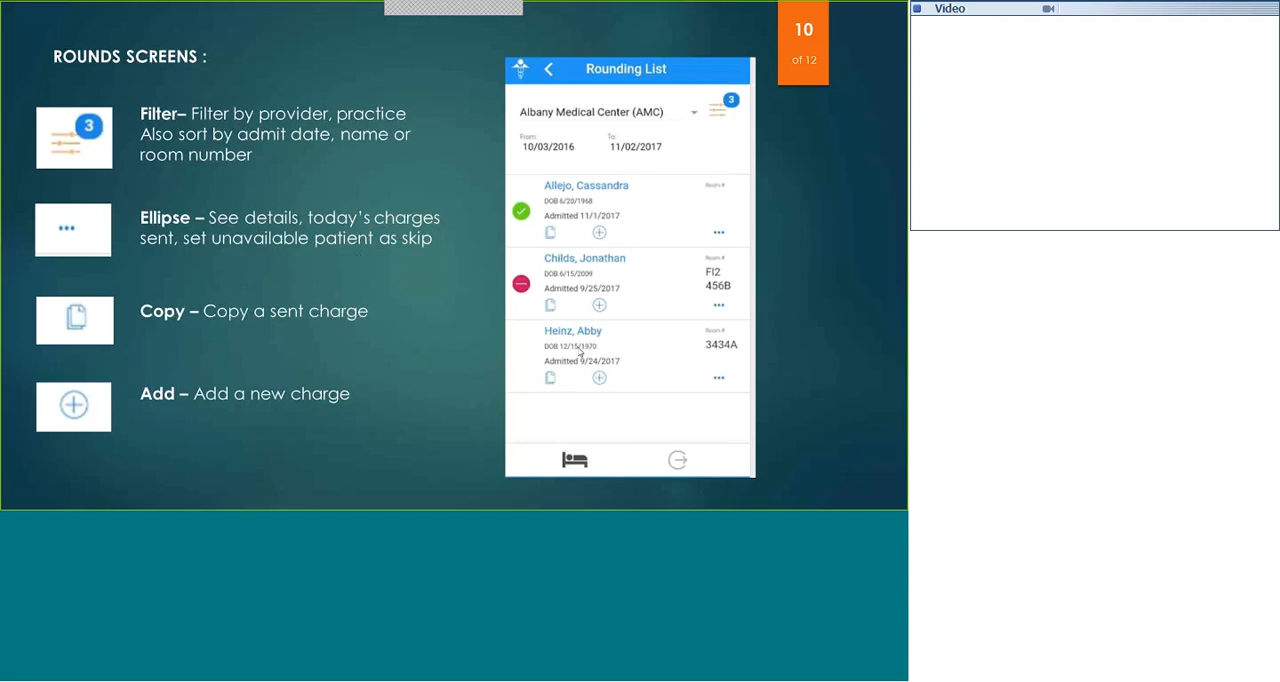 Video
10
of 12
ROUNDS SCREENS :
3
Filter– Filter by provider, practice
Also sort by admit date, name or
room number
Ellipse – See details, today's charges
sent, set unavailable patient as skip
Copy – Copy a sent charge
Add – Add a new charge
Rounding List
Albany Medical Center (AMC)
3
From: To:
10/03/2016 11/02/2017
Allejo, Cassandra Room #
DOB 6/20/1968
Admitted 11/1/2017
Childs, Jonathan Room #
DOB 6/15/2009 FI2
Admitted 9/25/2017 456B
Heinz, Abby Room #
DOB 12/15/1970 3434A
Admitted 9/24/2017